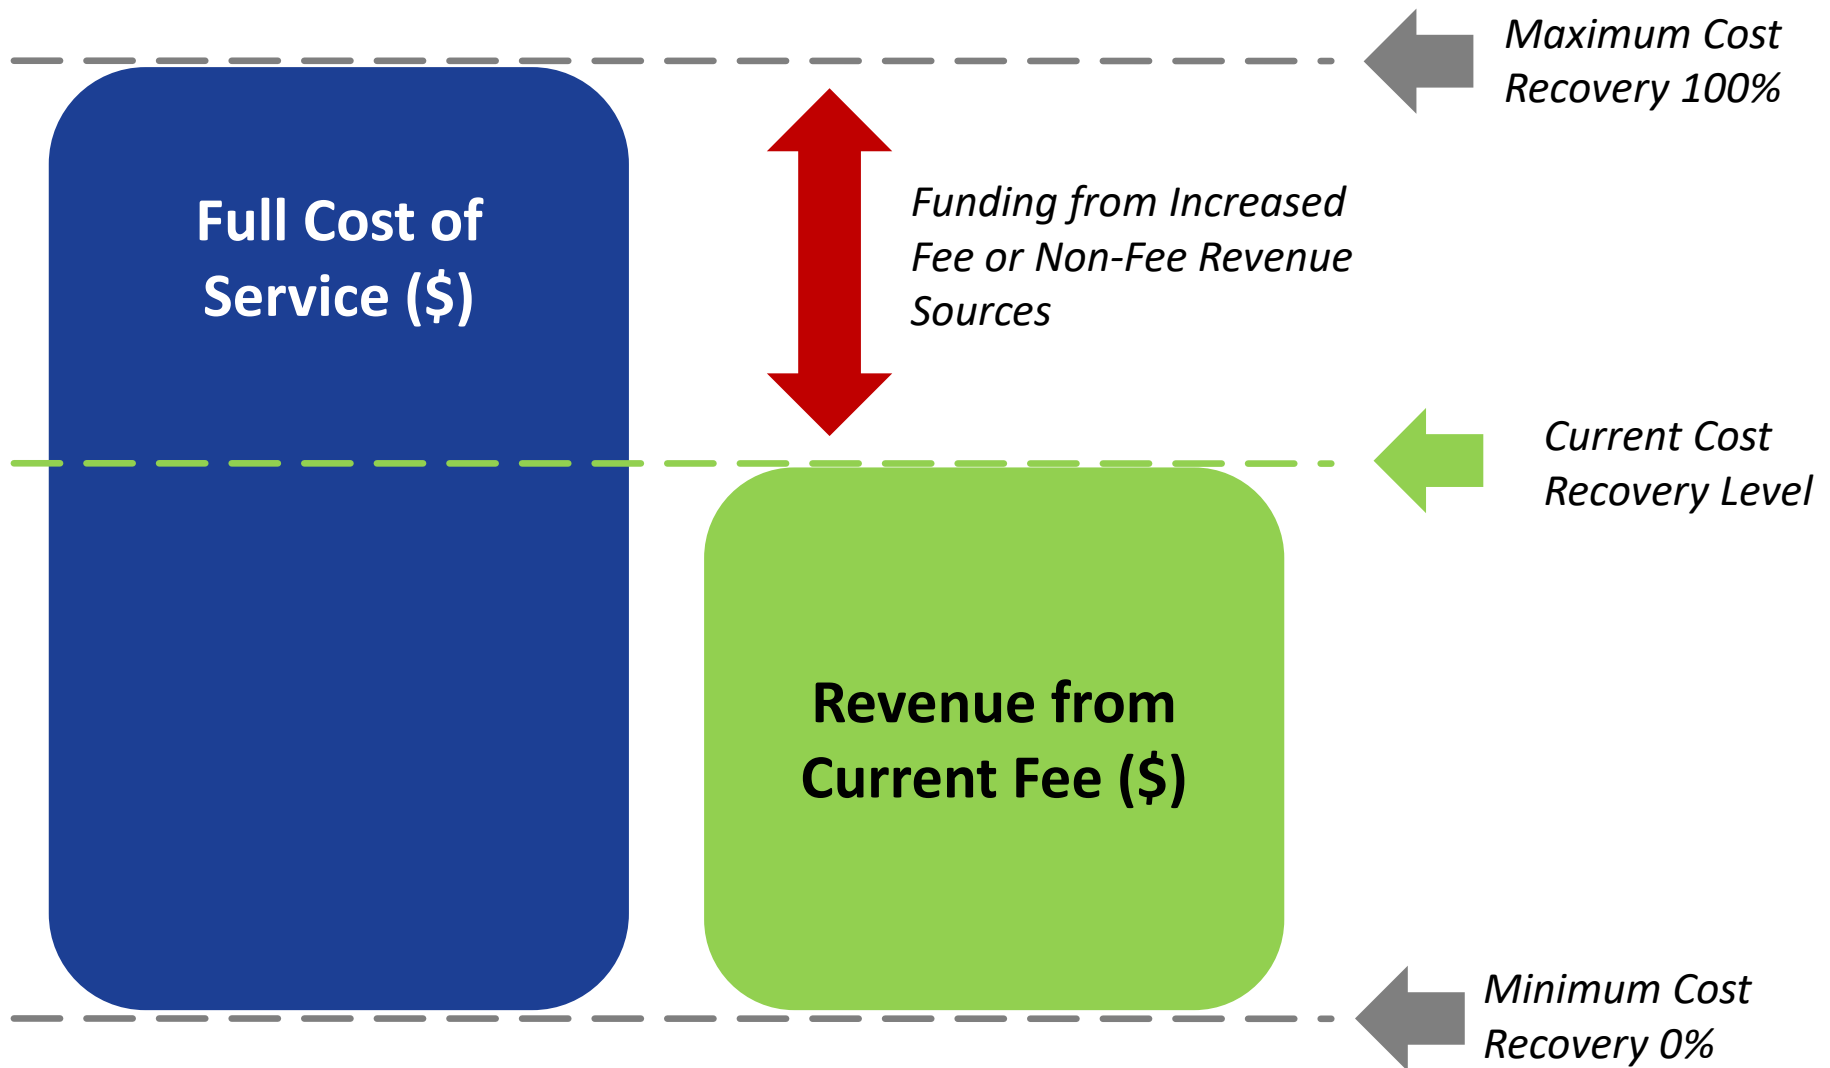 Maximum Cost
Recovery 100%
Full Cost of
Service ($)
Funding from Increased
Fee or Non-Fee Revenue
Sources
Current Cost
Recovery Level
Revenue from
Current Fee ($)
Minimum Cost
Recovery 0%